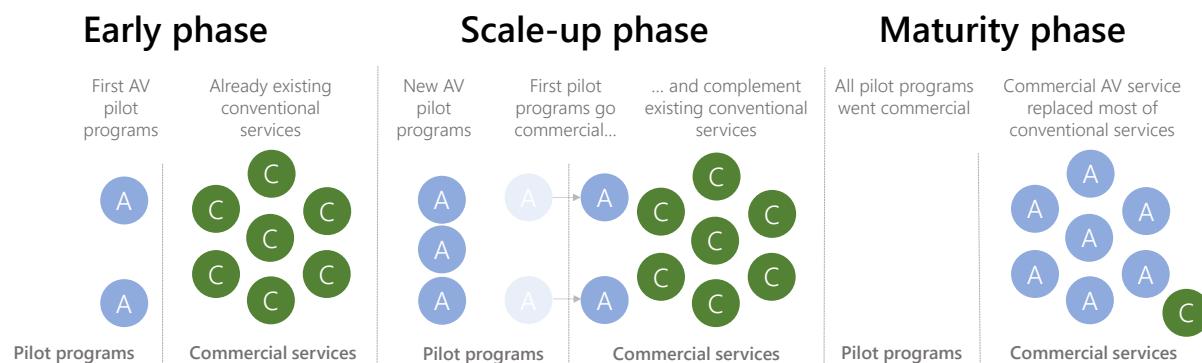 Early phase
Scale-up phase
Maturity phase
First AV
pilot
programs
Already existing
conventional
services
New AV
pilot
programs
First pilot
programs go
commercial...
... and complement
existing conventional
services
All pilot programs
went commercial
Commercial AV service
replaced most of
conventional services
A
A
C
C
C
C
C
C
C
A
A
A
A
A
A
A
C
C
C
C
C
C
C
A
A
A
A
A
A
A
C
Pilot programs
Commercial services
Pilot programs
Commercial services
Pilot programs
Commercial services